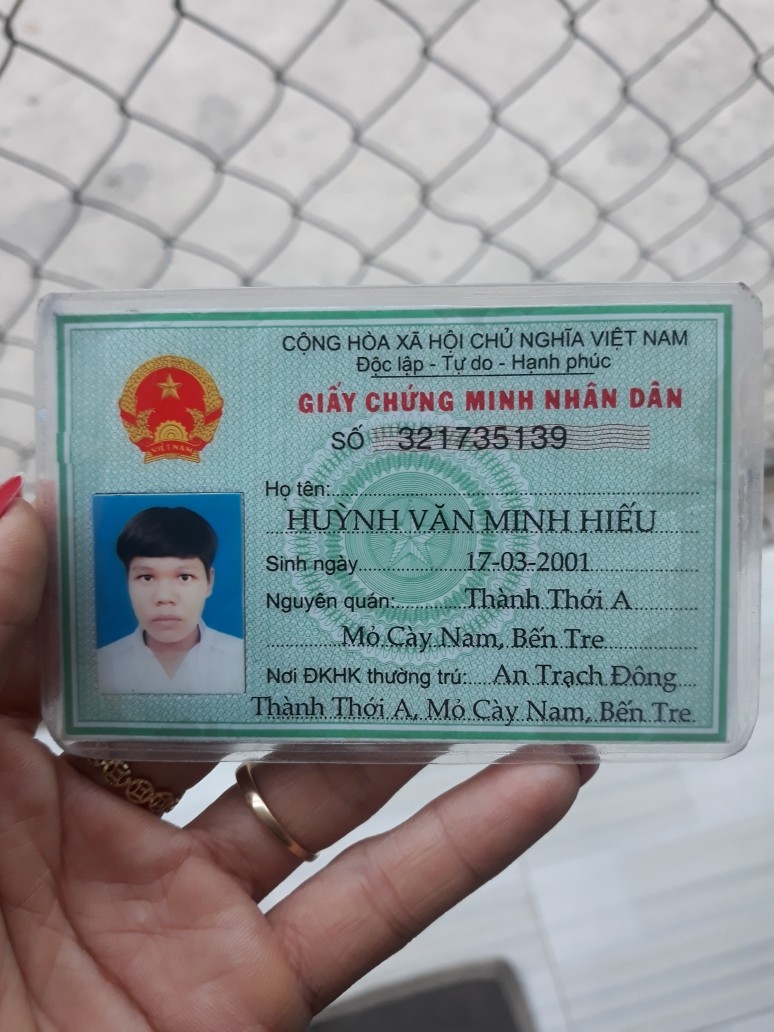 CỘNG HÒA XÃ HỘI CHỦ NGHĨA VIỆT NAM
Độc lập - Tự do - Hạnh phúc
GIẤY CHỨNG MINH NHÂN DÂN
SỐ 321735139
VIỆT NAM
Họ tên:
HUỲNH VĂN MINH HIẾU
Sinh ngày 17-03-2001
Nguyên quán: Thành Thới A
Mỏ Cày Nam, Bến Tre
Nơi ĐKHK thường trú: An Trạch Đông
Thành Thới A, Mỏ Cày Nam, Bến Tre